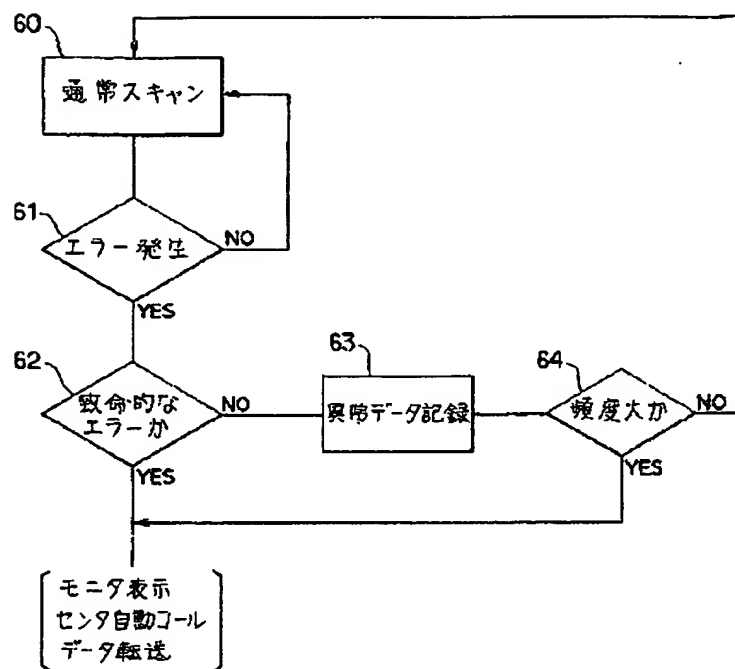 60
通常スキャン
61
エラー発生
NO
YES
62
致命的な
エラーか
NO
YES
63
異常データ記録
64
頻度大か
NO
YES
モニタ表示
センタ自動コール
データ転送